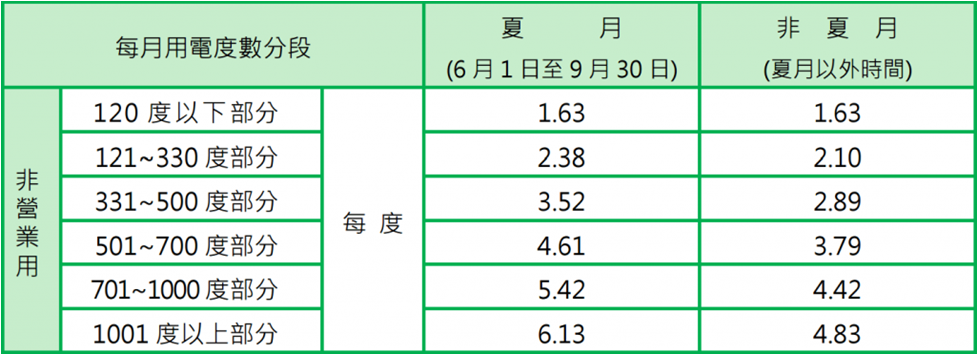 每月用電度數分段 夏 月 非 夏 月
(6 月 1 日至 9 月 30 日) (夏月以外時間)
非營業用 每 度
120 度以下部分 1.63 1.63
121~330 度部分 2.38 2.10
331~500 度部分 3.52 2.89
501~700 度部分 4.61 3.79
701~1000 度部分 5.42 4.42
1001 度以上部分 6.13 4.83